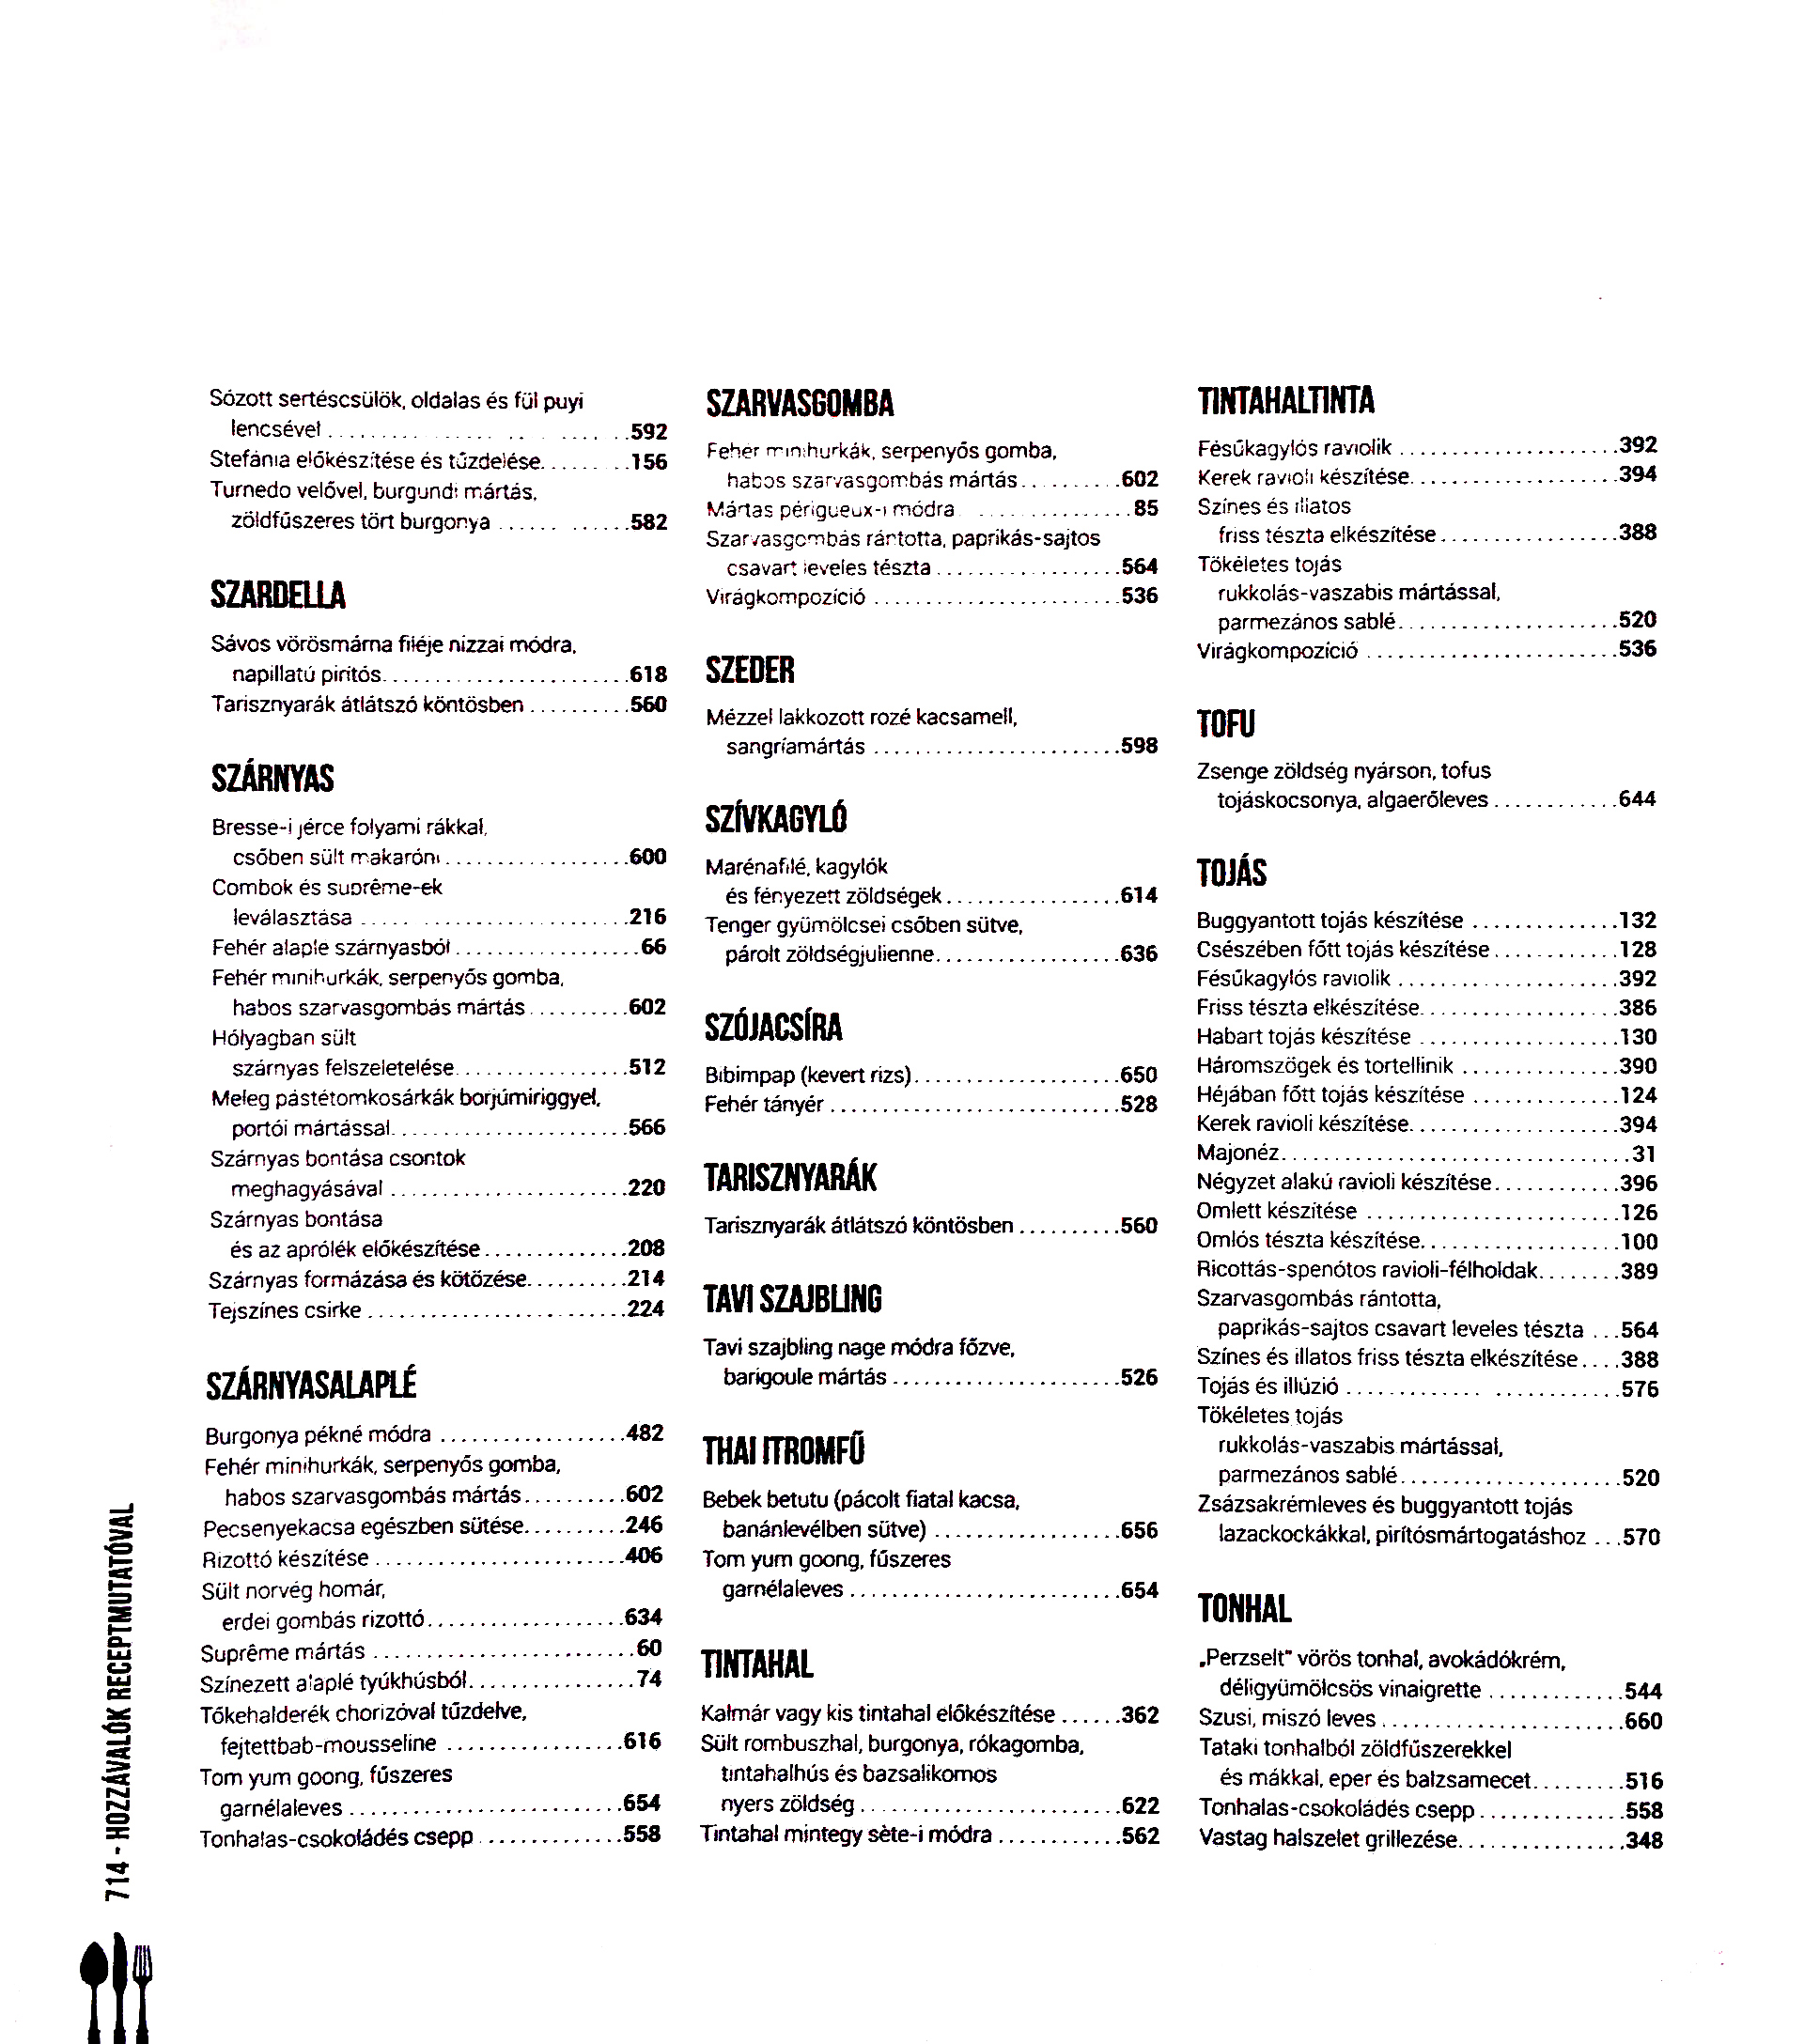 Sózott sertéscsülök, oldalas és fül puyi
lencsével ..... 592
Stefánia előkészítése és tűzdelése ..... 156
Turnedo velővel, burgundi mártás,
zöldfűszeres tört burgonya ..... 582
SZARDELLA
Sávos vörösmárna filéje nizzai módra,
napillatú pirítós ..... 618
Tarisznyarák átlátszó köntösben ..... 560
SZÁRNYAS
Bresse-i jérce folyami rákkal,
csőben sült makaróni ..... 600
Combok és suprême-ek
leválasztása ..... 216
Fehér alaplé szárnyasból ..... 66
Fehér minihurkák, serpenyős gomba,
habos szarvasgombás mártás ..... 602
Hólyagban sült
szárnyas felszeletelése ..... 512
Meleg pástétomkosárkák borjúmiriggyel,
portói mártással ..... 566
Szárnyas bontása csontok
meghagyásával ..... 220
Szárnyas bontása
és az aprólék előkészítése ..... 208
Szárnyas formázása és kötözése ..... 214
Tejszínes csirke ..... 224
SZÁRNYASALAPLÉ
Burgonya pékné módra ..... 482
Fehér minihurkák, serpenyős gomba,
habos szarvasgombás mártás ..... 602
Pecsenyekacsa egészben sütése ..... 246
Rizottó készítése ..... 406
Sült norvég homár,
erdei gombás rizottó ..... 634
Suprême mártás ..... 60
Színezett alaplé tyúkhúsból ..... 74
Tőkehalderék chorizóval tűzdelve,
fejtettbab-mousseline ..... 616
Tom yum goong, fűszeres
garnélaleves ..... 654
Tonhalas-csokoládés csepp ..... 558
SZARVASGOMBA
Fehér minihurkák, serpenyős gomba,
habos szarvasgombás mártás ..... 602
Mártás périgueux-i módra ..... 85
Szarvasgombás rántotta, paprikás-sajtos
csavart leveles tészta ..... 564
Virágkompozíció ..... 536
SZEDER
Mézzel lakkozott rozé kacsamell,
sangríamártás ..... 598
SZÍVKAGYLÓ
Marénafilé, kagylók
és fényezett zöldségek ..... 614
Tenger gyümölcsei csőben sütve,
párolt zöldségjulienne ..... 636
SZÓJACSÍRA
Bibimpap (kevert rizs) ..... 650
Fehér tányér ..... 528
TARISZNYARÁK
Tarisznyarák átlátszó köntösben ..... 560
TAVI SZAJBLING
Tavi szajbling nage módra főzve,
barigoule mártás ..... 526
THAI ITROMFŰ
Bebek betutu (pácolt fiatal kacsa,
banánlevélben sütve) ..... 656
Tom yum goong, fűszeres
garnélaleves ..... 654
TINTAHAL
Kalmár vagy kis tintahal előkészítése ..... 362
Sült rombuszhal, burgonya, rókagomba,
tintahalhús és bazsalikomos
nyers zöldség ..... 622
Tintahal mintegy sète-i módra ..... 562
TINTAHALTINTA
Fésűkagylós raviolik ..... 392
Kerek ravioli készítése ..... 394
Színes és illatos
friss tészta elkészítése ..... 388
Tökéletes tojás
rukkolás-vaszabis mártással,
parmezános sablé ..... 520
Virágkompozíció ..... 536
TOFU
Zsenge zöldség nyárson, tofus
tojáskocsonya, algaerőleves ..... 644
TOJÁS
Buggyantott tojás készítése ..... 132
Csészében főtt tojás készítése ..... 128
Fésűkagylós raviolik ..... 392
Friss tészta elkészítése ..... 386
Habart tojás készítése ..... 130
Háromszögek és tortellinik ..... 390
Héjában főtt tojás készítése ..... 124
Kerek ravioli készítése ..... 394
Majonéz ..... 31
Négyzet alakú ravioli készítése ..... 396
Omlett készítése ..... 126
Omlós tészta készítése ..... 100
Ricottás-spenótos ravioli-félholdak ..... 389
Szarvasgombás rántotta,
paprikás-sajtos csavart leveles tészta ... 564
Színes és illatos friss tészta elkészítése .... 388
Tojás és illúzió ..... 576
Tökéletes tojás
rukkolás-vaszabis mártással,
parmezános sablé ..... 520
Zsázsakrémleves és buggyantott tojás
lazackockákkal, pirítósmártogatáshoz ... 570
TONHAL
„Perzselt" vörös tonhal, avokádókrém,
déligyümölcsös vinaigrette ..... 544
Szusi, miszó leves ..... 660
Tataki tonhalból zöldfűszerekkel
és mákkal, eper és balzsamecet ..... 516
Tonhalas-csokoládés csepp ..... 558
Vastag halszelet grillezése ..... 348
714 - HOZZÁVALÓK RECEPTMUTATÓVAL